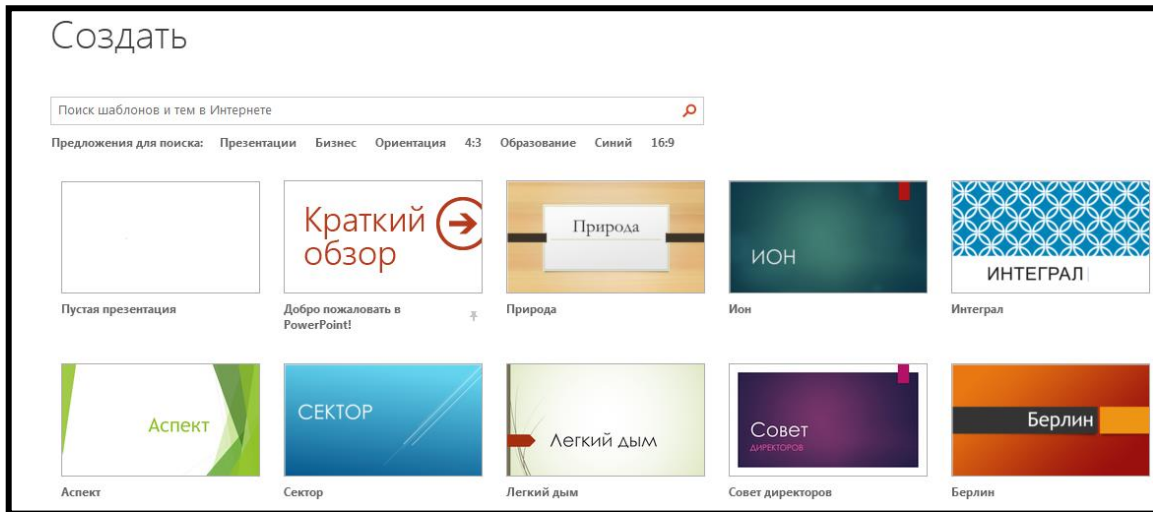 Создать
Поиск шаблонов и тем в Интернете
Предложения для поиска: Презентации Бизнес Ориентация 4:3 Образование Синий 16:9
Краткий
обзор
Природа
ИОН
ИНТЕГРАЛ
Пустая презентация
Добро пожаловать в
PowerPoint!
Природа
Ион
Интеграл
Аспект
СЕКТОР
Легкий дым
Совет
ДИРЕКТОРОВ
Берлин
Аспект
Сектор
Легкий дым
Совет директоров
Берлин